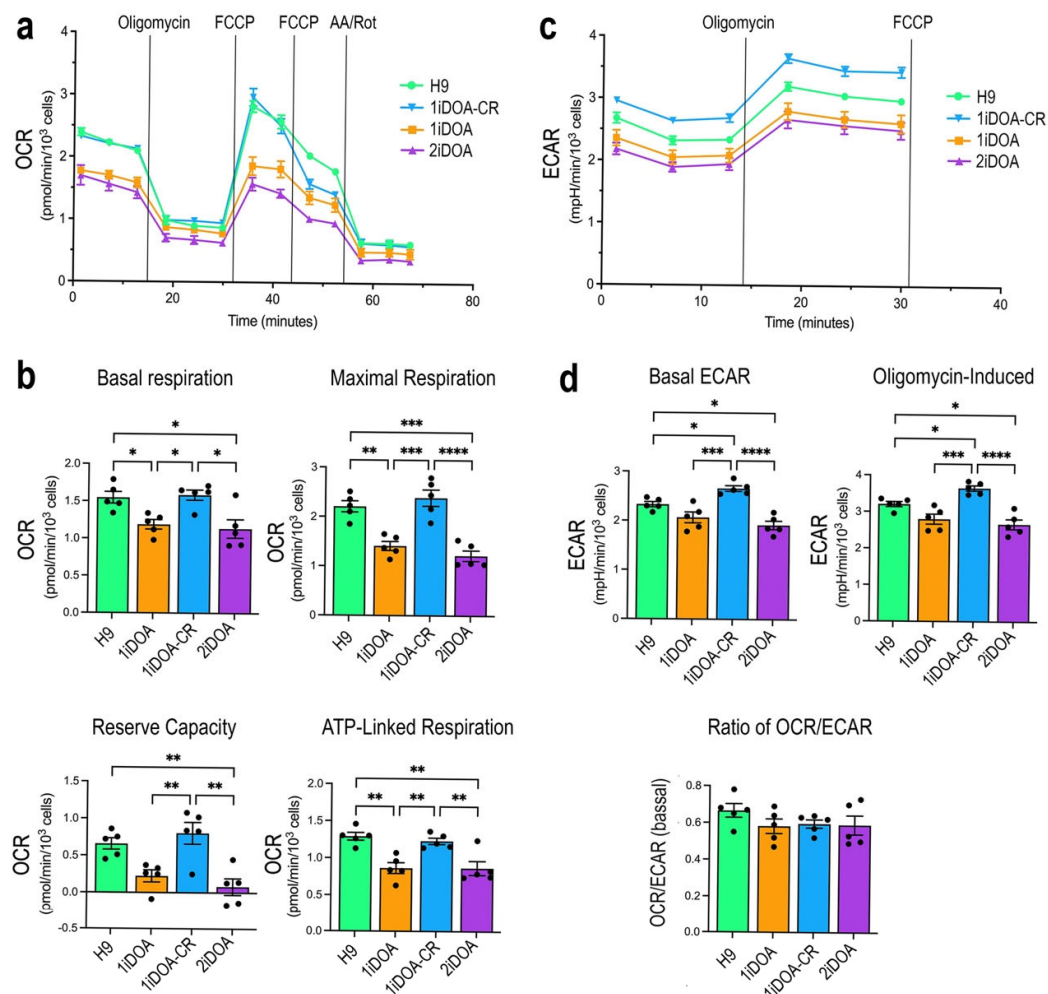 a
Oligomycin FCCP FCCP AA/Rot
4
3
2
1
0
OCR
(pmol/min/10³ cells)
0 20 40 60 80
Time (minutes)
H9
1iDOA-CR
1iDOA
2iDOA
c
Oligomycin FCCP
4
3
2
1
0
ECAR
(mpH/min/10³ cells)
0 10 20 30 40
Time (minutes)
H9
1iDOA-CR
1iDOA
2iDOA
b
Basal respiration
*
* * *
2.0
1.5
1.0
0.5
0.0
OCR
(pmol/min/10³ cells)
H9 1iDOA 1iDOA-CR 2iDOA
Maximal Respiration
***
** *** ****
3
2
1
0
OCR
(pmol/min/10³ cells)
H9 1iDOA 1iDOA-CR 2iDOA
Reserve Capacity
**
** **
1.5
1.0
0.5
0.0
-0.5
OCR
(pmol/min/10³ cells)
H9 1iDOA 1iDOA-CR 2iDOA
ATP-Linked Respiration
**
** ** **
2.0
1.5
1.0
0.5
0.0
OCR
(pmol/min/10³ cells)
H9 1iDOA 1iDOA-CR 2iDOA
d
Basal ECAR
*
*
*** ****
3
2
1
0
ECAR
(mpH/min/10³ cells)
H9 1iDOA 1iDOA-CR 2iDOA
Oligomycin-Induced
*
*
*** ****
4
3
2
1
0
ECAR
(mpH/min/10³ cells)
H9 1iDOA 1iDOA-CR 2iDOA
Ratio of OCR/ECAR
0.8
0.6
0.4
0.2
0.0
OCR/ECAR (bassal)
H9 1iDOA 1iDOA-CR 2iDOA